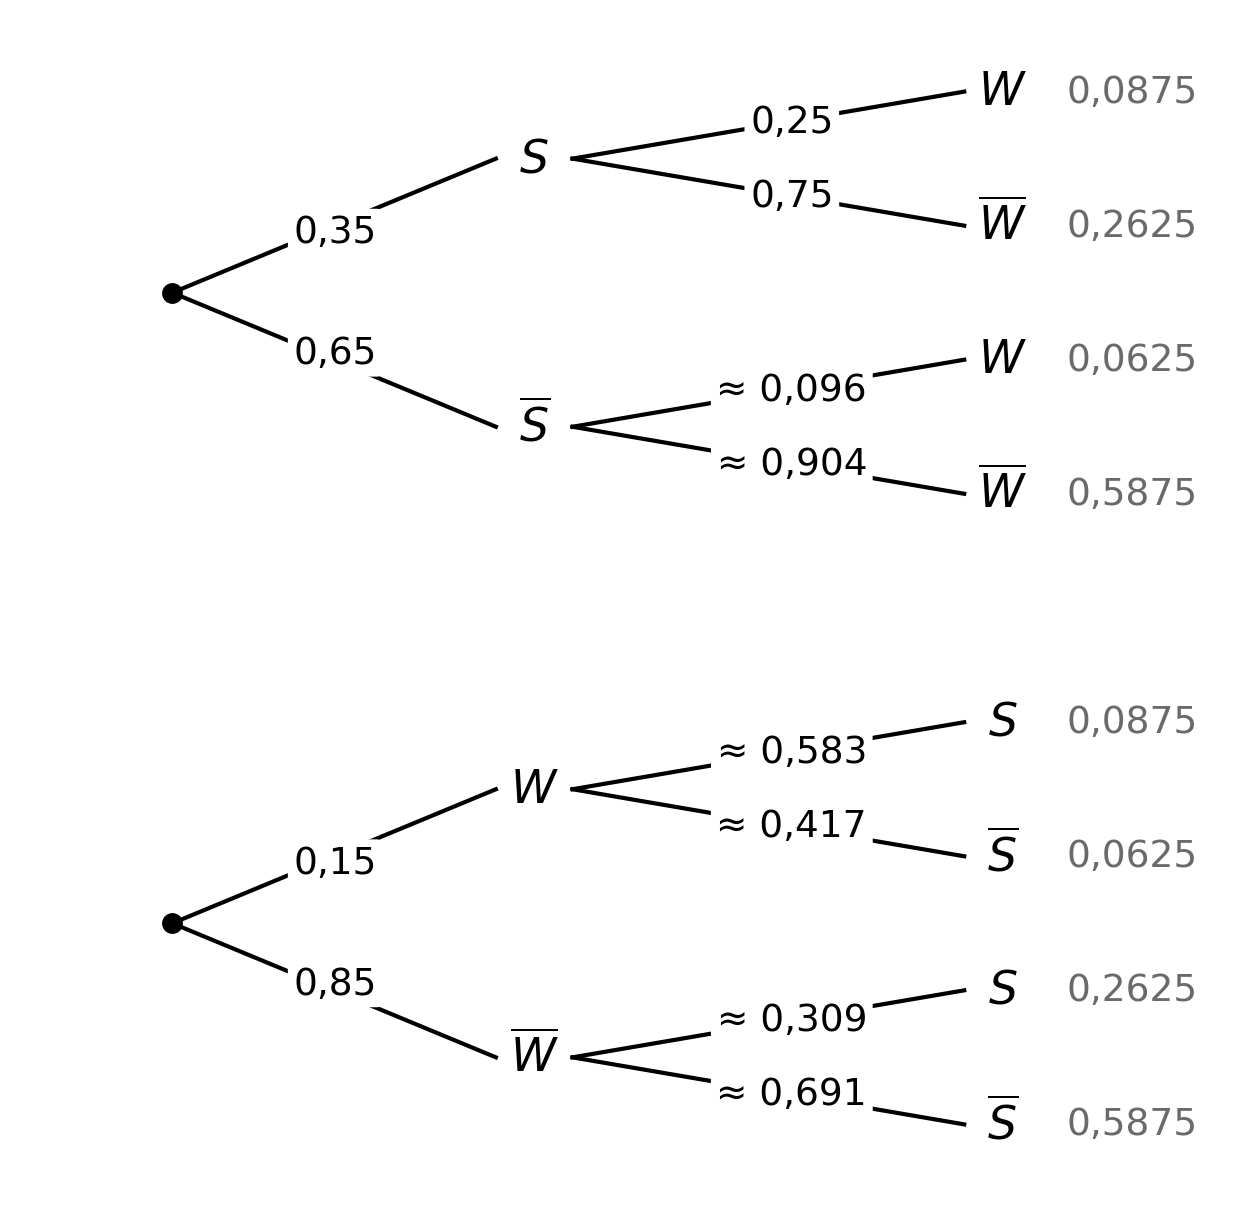 W 0,0875
0,25
S
0,75
W̅ 0,2625
0,35
0,65
W 0,0625
≈ 0,096
S̅
≈ 0,904
W̅ 0,5875
S 0,0875
≈ 0,583
W
≈ 0,417
S̅ 0,0625
0,15
0,85
S 0,2625
≈ 0,309
W̅
≈ 0,691
S̅ 0,5875